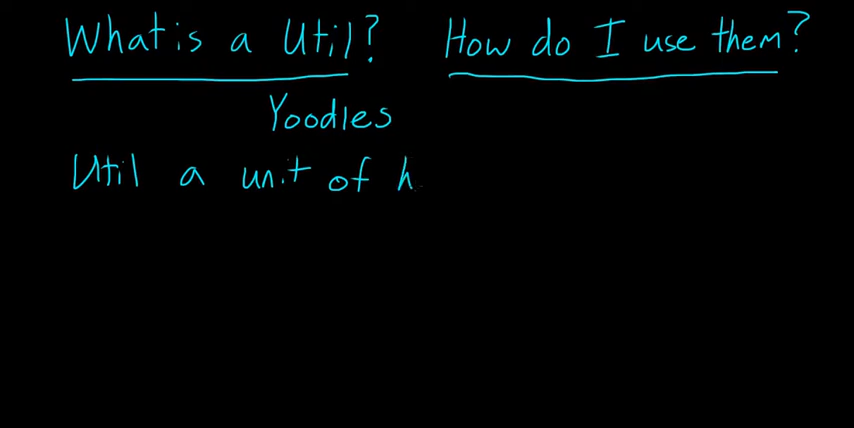 What is a Util? How do I use them?
Yoodles
Util a unit of h